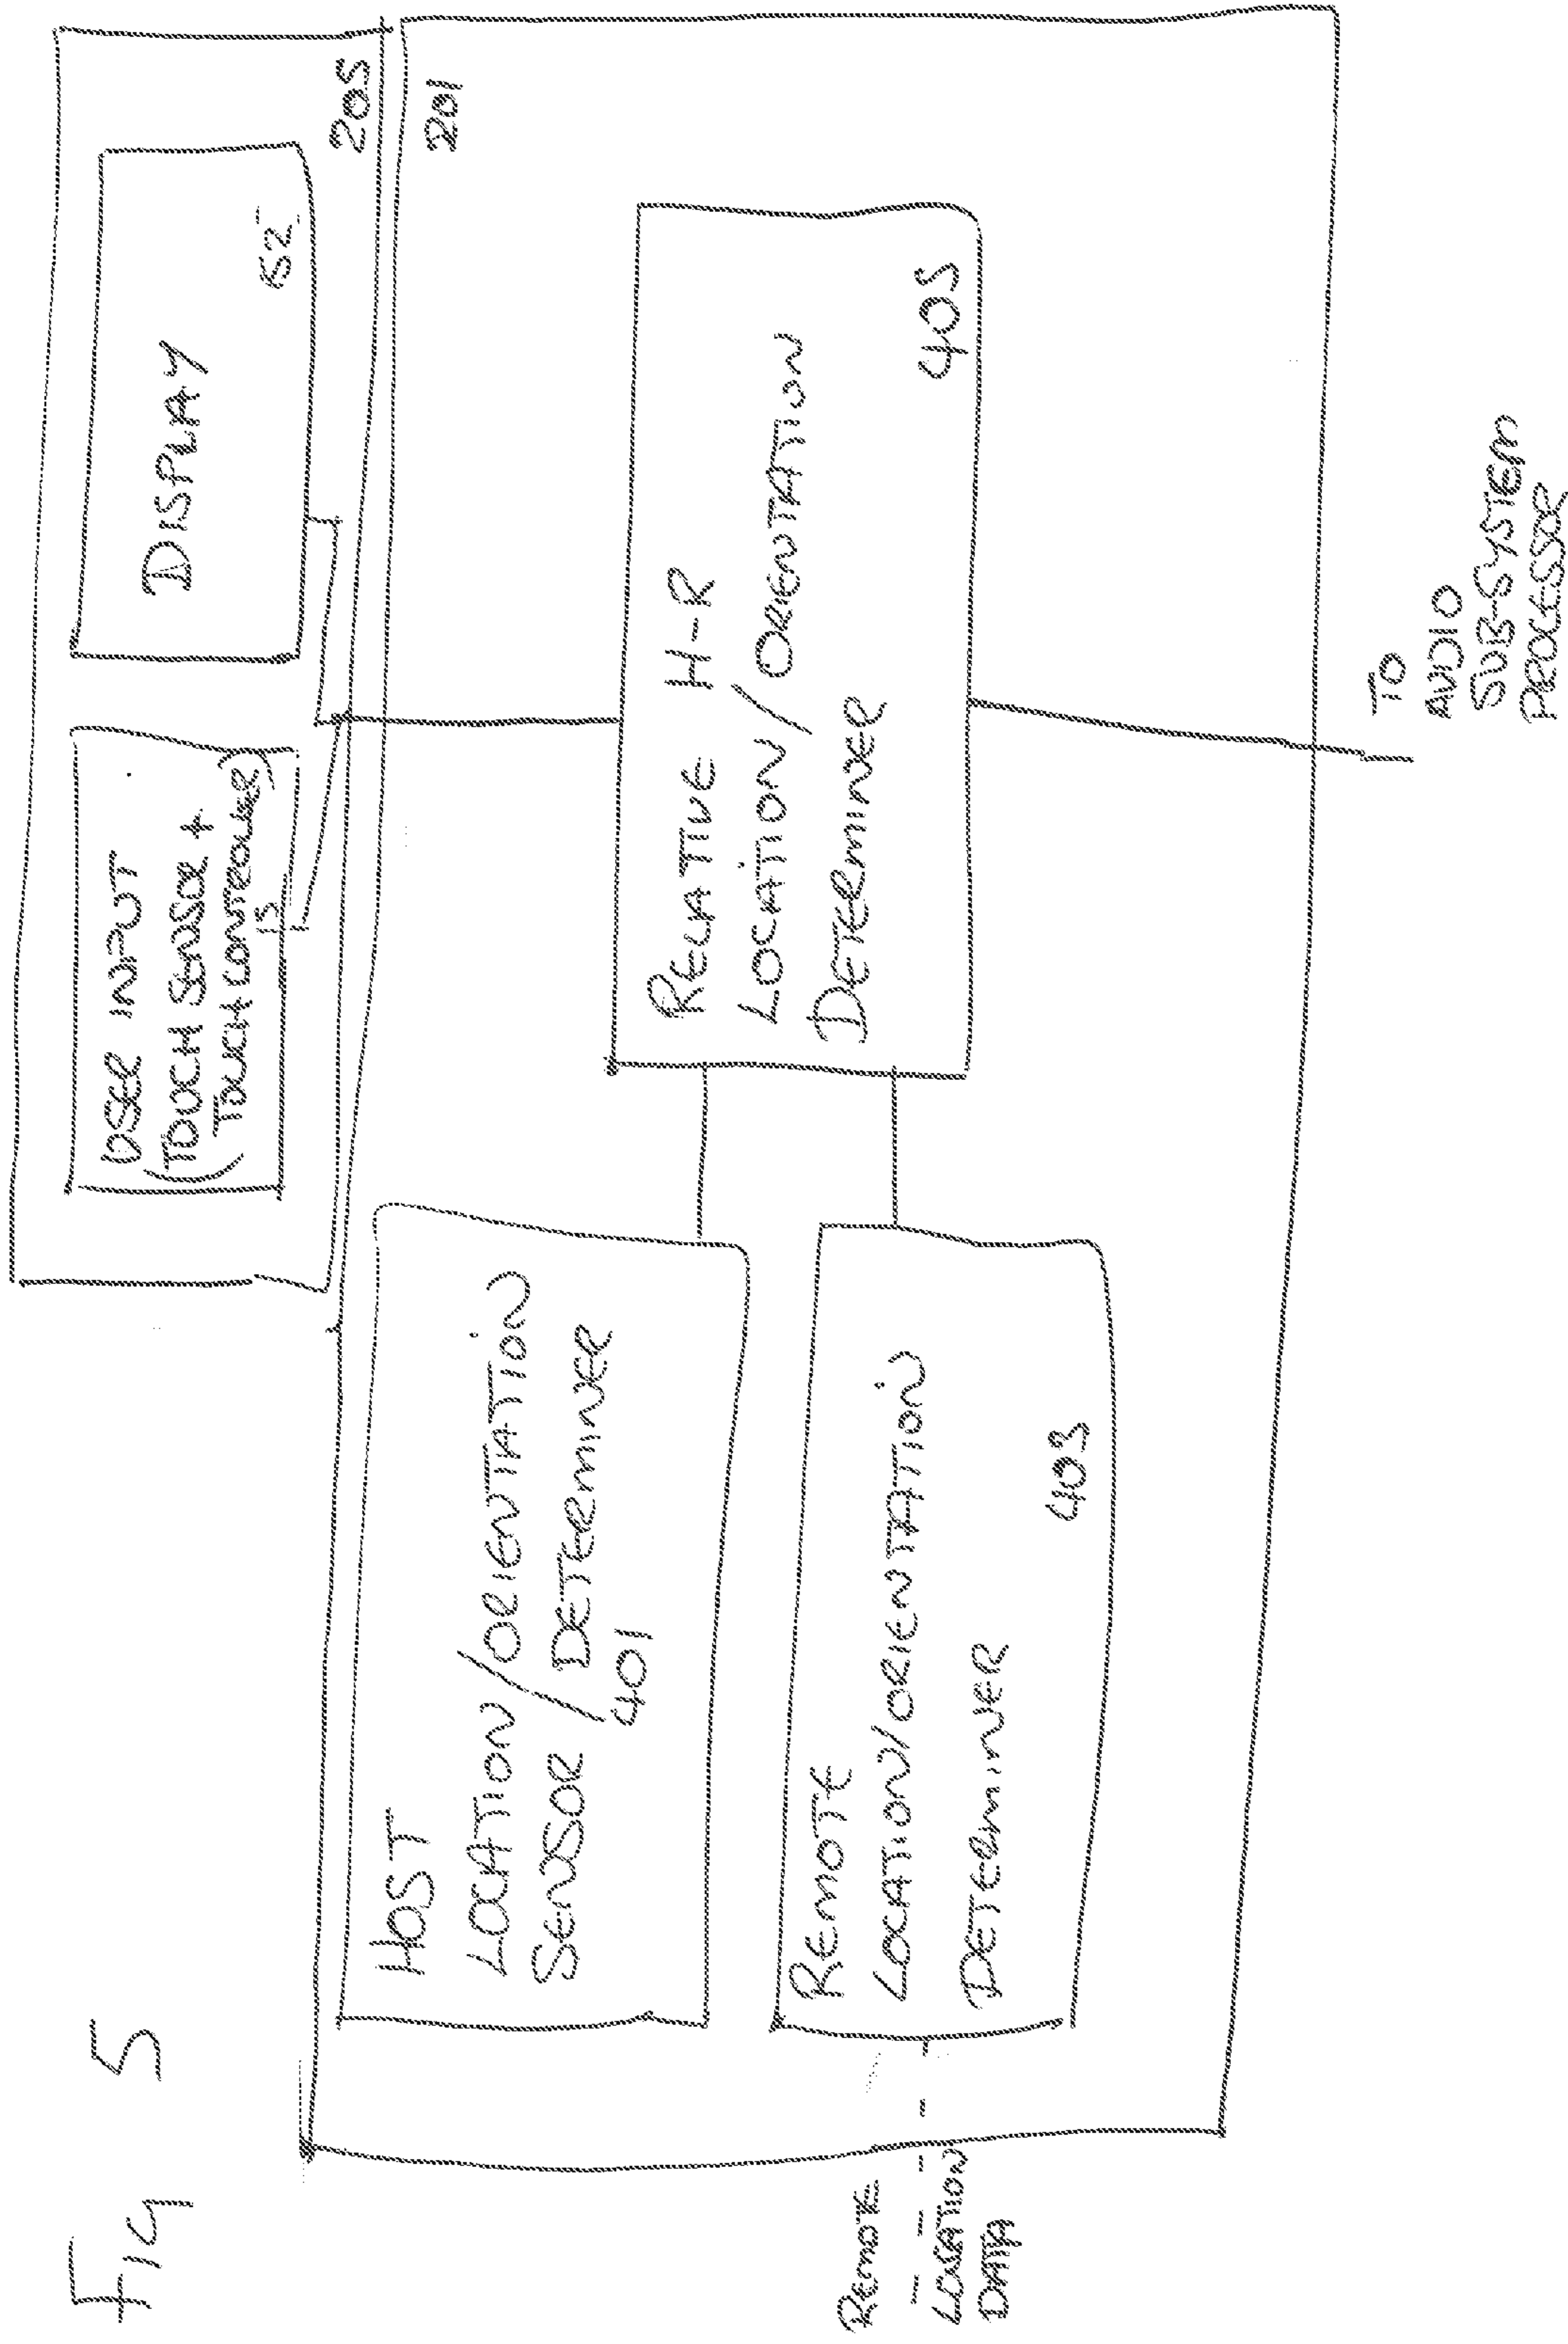 Fig 5
USER INPUT
(TOUCH SENSOR +
TOUCH CONTROLLER)
15
DISPLAY
52
205
201
HOST
LOCATION/ORIENTATION
SENSOR / DETERMINER
401
RELATIVE H-R
LOCATION/ORIENTATION
DETERMINER
405
REMOTE
LOCATION/ORIENTATION
DETERMINER
403
REMOTE
LOCATION
DATA
TO
AUDIO
SUB-SYSTEM
PROCESSOR